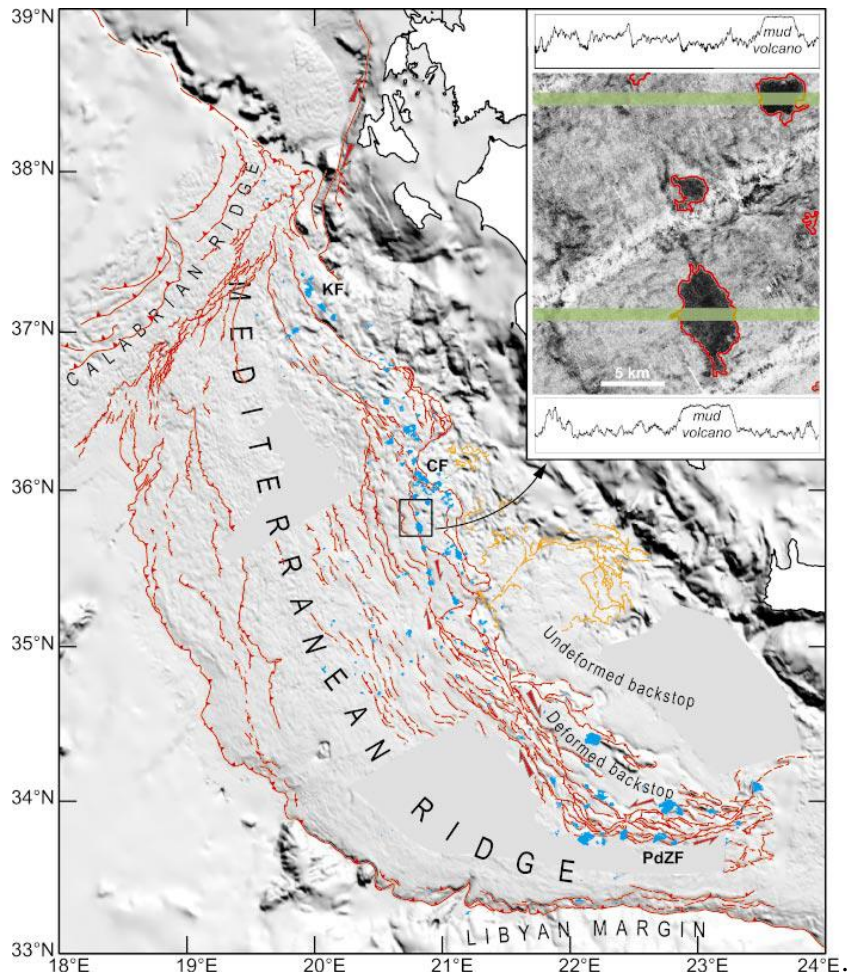 39°N
38°N
37°N
36°N
35°N
34°N
33°N
18°E
19°E
20°E
21°E
22°E
23°E
24°E.
CALABRIAN RIDGE
MEDITERRANEAN RIDGE
KF
CF
Undeformed backstop
Deformed backstop
PdZF
LIBYAN MARGIN
mud
volcano
5 km
mud
volcano